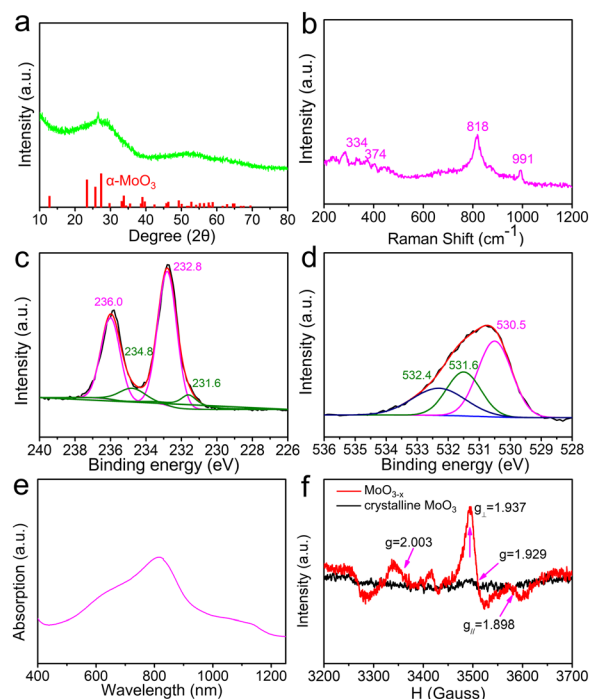 a
Intensity (a.u.)
α-MoO3
10 20 30 40 50 60 70 80
Degree (2θ)
b
Intensity (a.u.)
334
374
818
991
200 400 600 800 1000 1200
Raman Shift (cm-1)
c
Intensity (a.u.)
236.0
234.8
232.8
231.6
240 238 236 234 232 230 228 226
Binding energy (eV)
d
Intensity (a.u.)
532.4
531.6
530.5
536 535 534 533 532 531 530 529 528
Binding energy (eV)
e
Absorption (a.u.)
400 600 800 1000 1200
Wavelength (nm)
f
Intensity (a.u.)
MoO3-x
crystalline MoO3
g⊥=1.937
g=2.003
g=1.929
g//=1.898
3200 3300 3400 3500 3600 3700
H (Gauss)